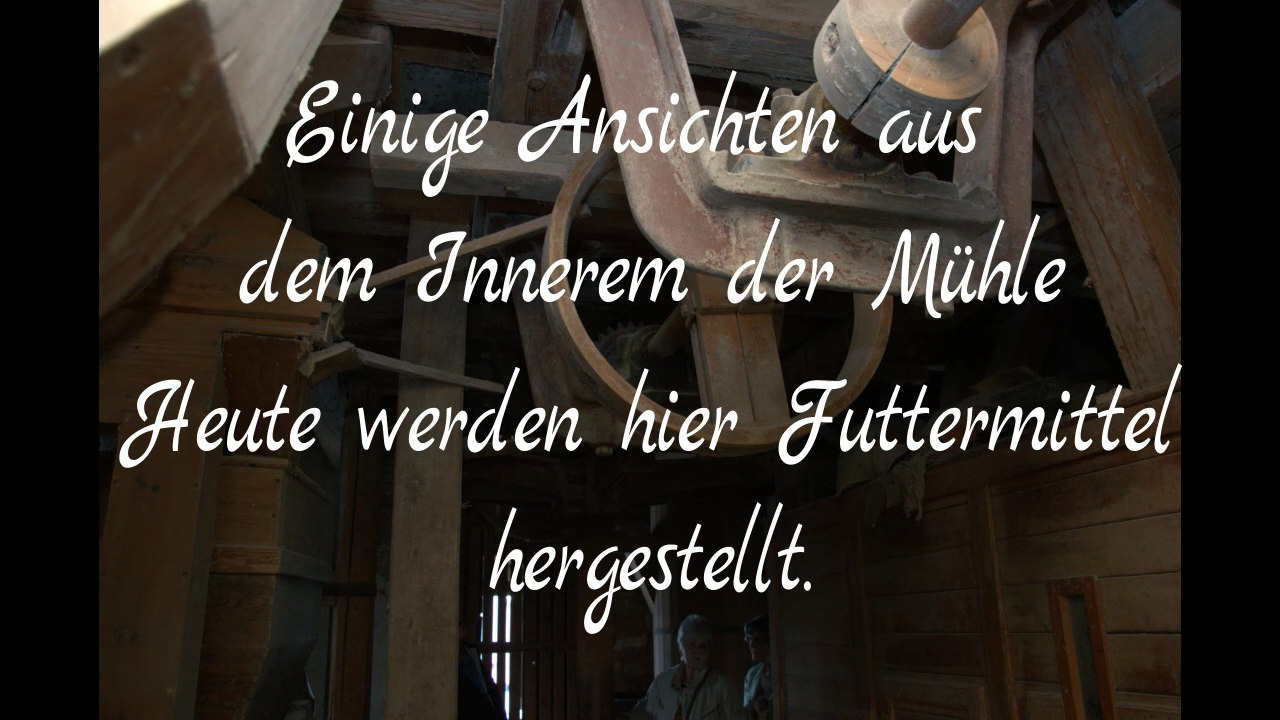 Einige Ansichten aus
dem Innerem der Mühle
Heute werden hier Futtermittel
hergestellt.